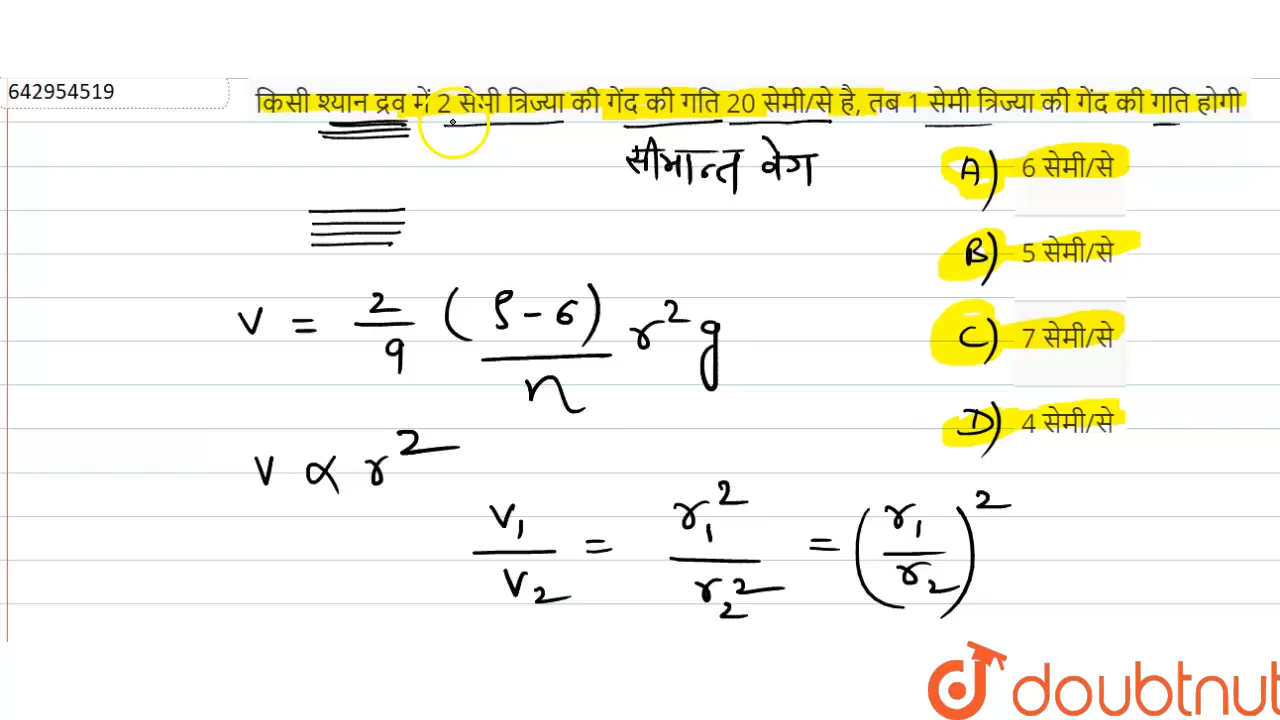 642954519
किसी श्यान द्रव में 2 सेमी त्रिज्या की गेंद की गति 20 सेमी/से है, तब 1 सेमी त्रिज्या की गेंद की गति होगी
सीमान्त वेग
A) 6 सेमी/से
B) 5 सेमी/से
C) 7 सेमी/से
D) 4 सेमी/से
v = 2/9 (ρ - σ)/η r² g
v ∝ r²
v₁/v₂ = r₁²/r₂² = (r₁/r₂)²
doubtnut